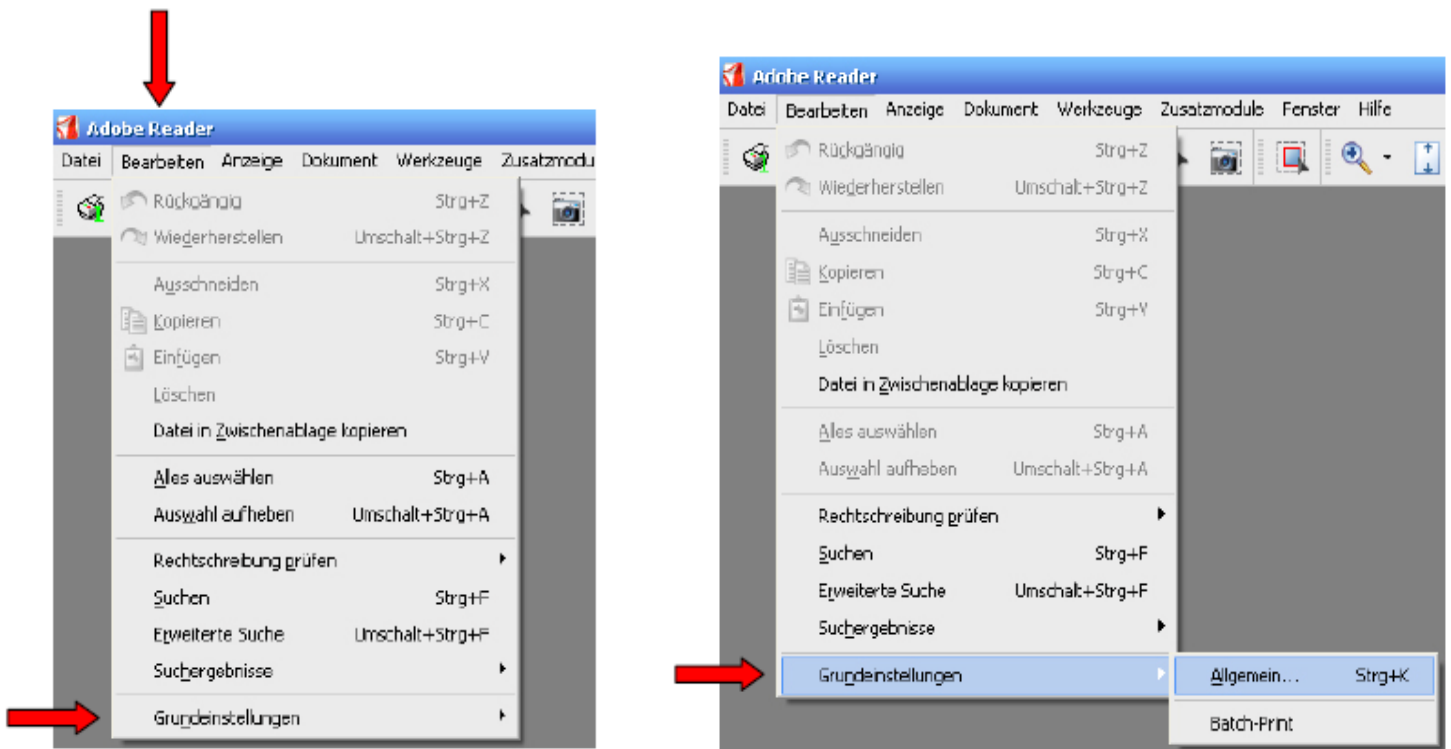 Adobe Reader
Datei Bearbeiten Anzeige Dokument Werkzeuge Zusatzmodu
Rückgängig Strg+Z
Wiederherstellen Umschalt+Strg+Z
Ausschneiden Strg+X
Kopieren Strg+C
Einfügen Strg+V
Löschen
Datei in Zwischenablage kopieren
Alles auswählen Strg+A
Auswahl aufheben Umschalt+Strg+A
Rechtschreibung prüfen
Suchen Strg+F
Erweiterte Suche Umschalt+Strg+F
Suchergebnisse
Grundeinstellungen
Adobe Reader
Datei Bearbeiten Anzeige Dokument Werkzeuge Zusatzmodule Fenster Hilfe
Rückgängig Strg+Z
Wiederherstellen Umschalt+Strg+Z
Ausschneiden Strg+X
Kopieren Strg+C
Einfügen Strg+V
Löschen
Datei in Zwischenablage kopieren
Alles auswählen Strg+A
Auswahl aufheben Umschalt+Strg+A
Rechtschreibung prüfen
Suchen Strg+F
Erweiterte Suche Umschalt+Strg+F
Suchergebnisse
Grundeinstellungen
Allgemein... Strg+K
Batch-Print